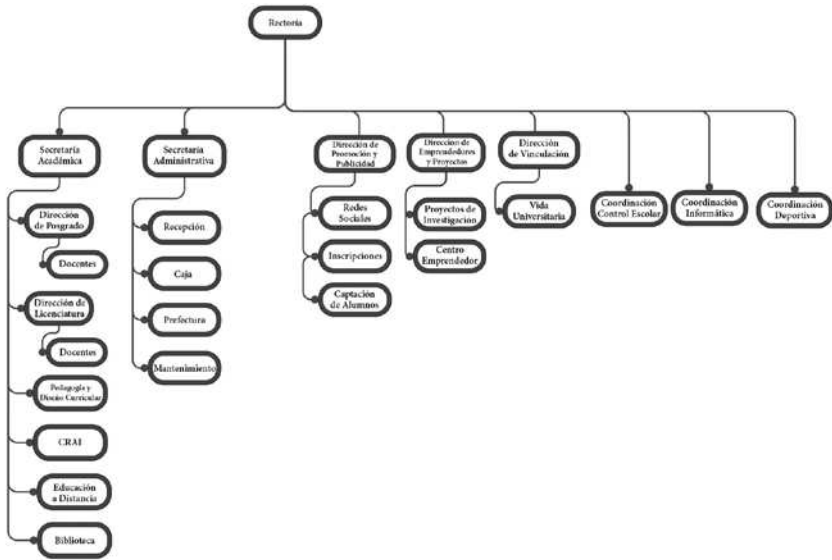 Rectoría
Secretaría
Académica
Secretaría
Administrativa
Dirección de
Promoción y
Publicidad
Dirección de
Emprendedores
y Proyectos
Dirección
de Vinculación
Coordinación
Control Escolar
Coordinación
Informática
Coordinación
Deportiva
Dirección
de Posgrado
Docentes
Dirección de
Licenciatura
Docentes
Pedagogía y
Diseño Curricular
CRAI
Educación
a Distancia
Biblioteca
Recepción
Caja
Prefectura
Mantenimiento
Redes
Sociales
Inscripciones
Captación
de Alumnos
Proyectos de
Investigación
Centro
Emprendedor
Vida
Universitaria